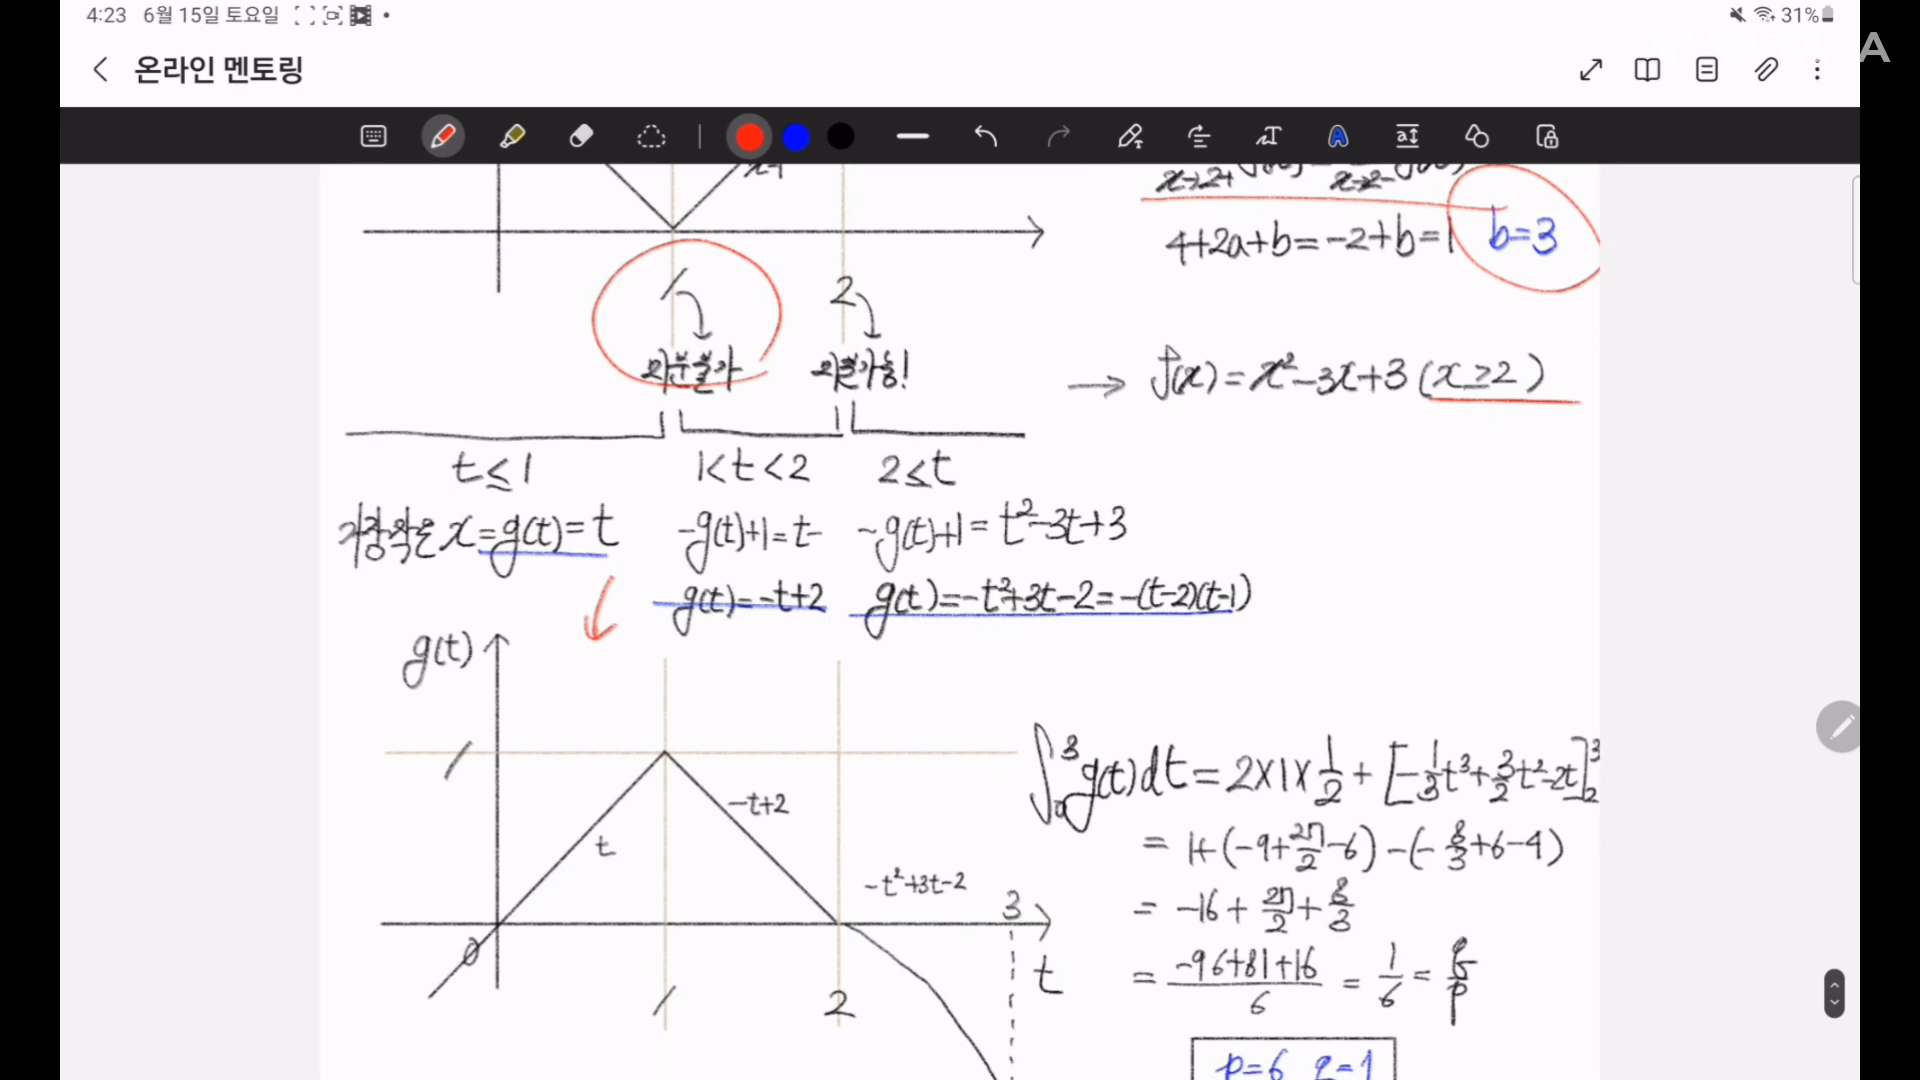 4:23 6월 15일 토요일
31%
온라인 멘토링
x-1
4+2a+b=-2+b=1 b=3
1 2
미분불가 미분가능!
→ f(x)=x²-3x+3 (x≥2)
t≤1 1<t<2 2≤t
가장작은 x=g(t)=t -g(t)+1=t- -g(t)+1=t²-3t+3
g(t)=-t+2 g(t)=-t²+3t-2=-(t-2)(t-1)
g(t)
1
t
-t+2
-t²+3t-2
3
0
1
2
t
∫₀³g(t)dt=2×1×1/2+[-1/3t³+3/2t²-2t]₂³
= 1+(-9+27/2-6)-(-8/3+6-4)
= -16+27/2+8/3
= (-96+81+16)/6 = 1/6 = q/p
p=6 q=1